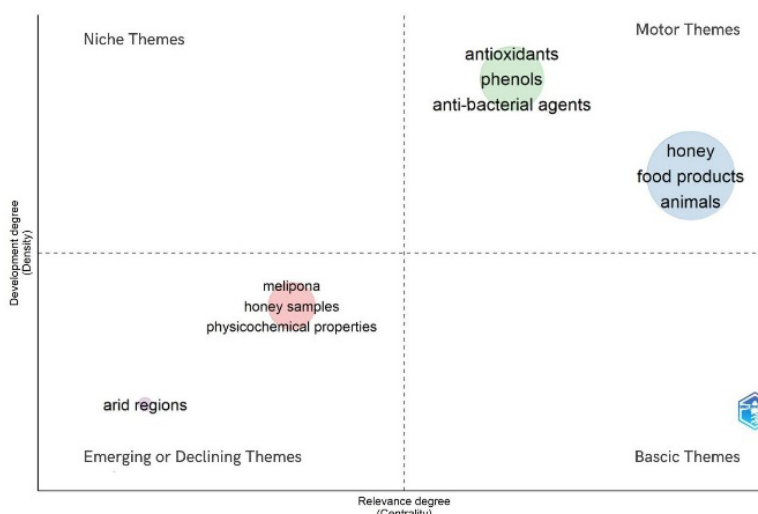 Niche Themes
Motor Themes
antioxidants
phenols
anti-bacterial agents
honey
food products
animals
Development degree
(Density)
melipona
honey samples
physicochemical properties
arid regions
Emerging or Declining Themes
Bascic Themes
Relevance degree
(Centrality)